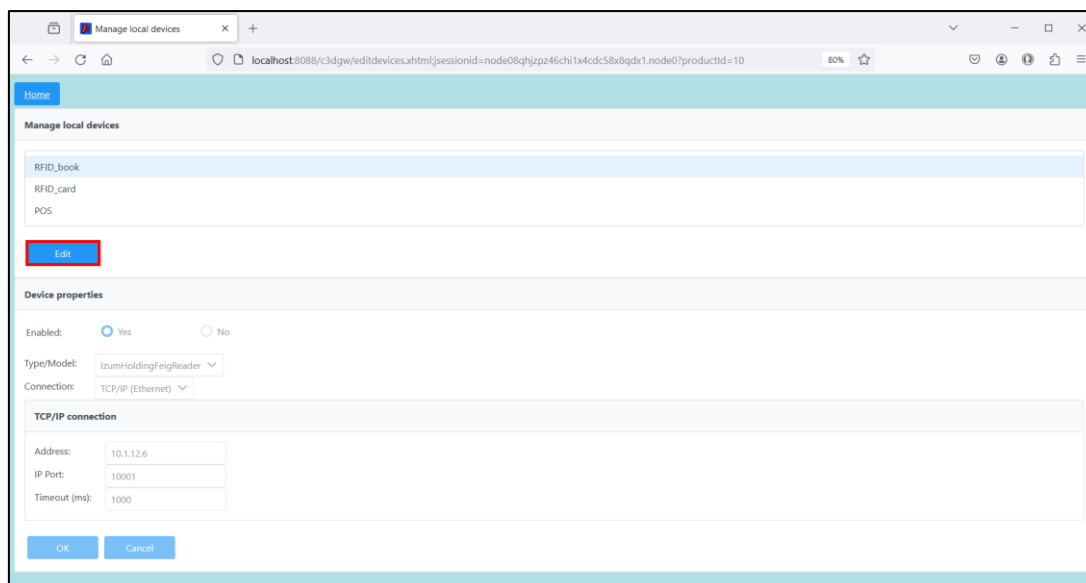 Manage local devices
localhost:8088/c3dgw/editdevices.xhtml;jsessionid=node08qhjzpz46chi1x4cdc58x8qdx1.node0?productId=10 80%
Home
Manage local devices
RFID_book
RFID_card
POS
Edit
Device properties
Enabled: Yes No
Type/Model: IzumHoldingFeigReader
Connection: TCP/IP (Ethernet)
TCP/IP connection
Address: 10.1.12.6
IP Port: 10001
Timeout (ms): 1000
OK Cancel